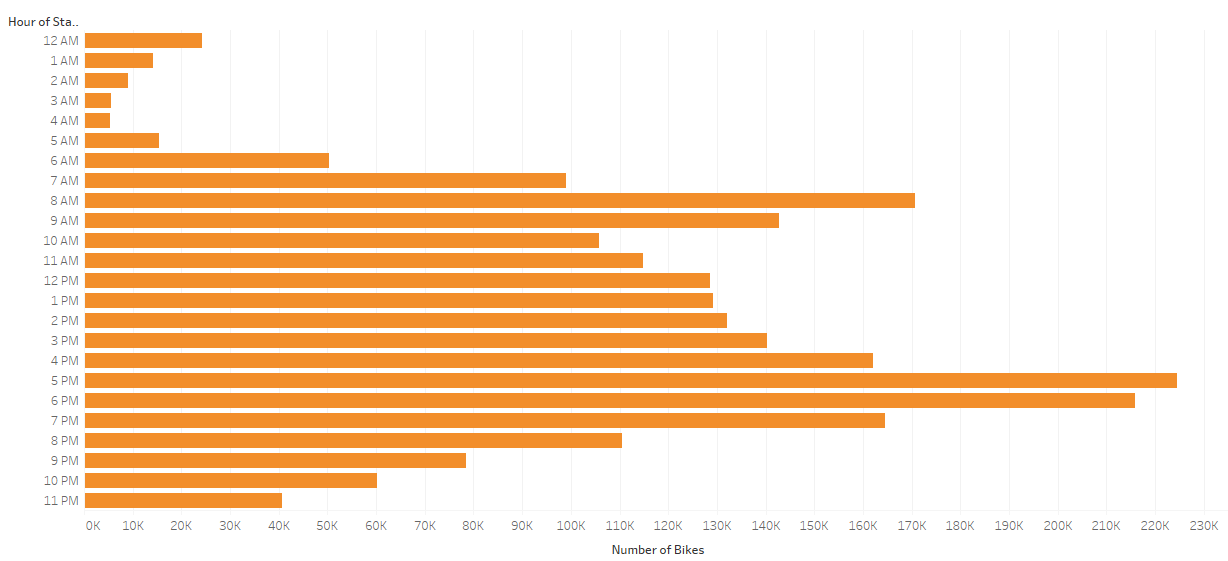 Hour of Sta..
12 AM
1 AM
2 AM
3 AM
4 AM
5 AM
6 AM
7 AM
8 AM
9 AM
10 AM
11 AM
12 PM
1 PM
2 PM
3 PM
4 PM
5 PM
6 PM
7 PM
8 PM
9 PM
10 PM
11 PM
0K 10K 20K 30K 40K 50K 60K 70K 80K 90K 100K 110K 120K 130K 140K 150K 160K 170K 180K 190K 200K 210K 220K 230K
Number of Bikes